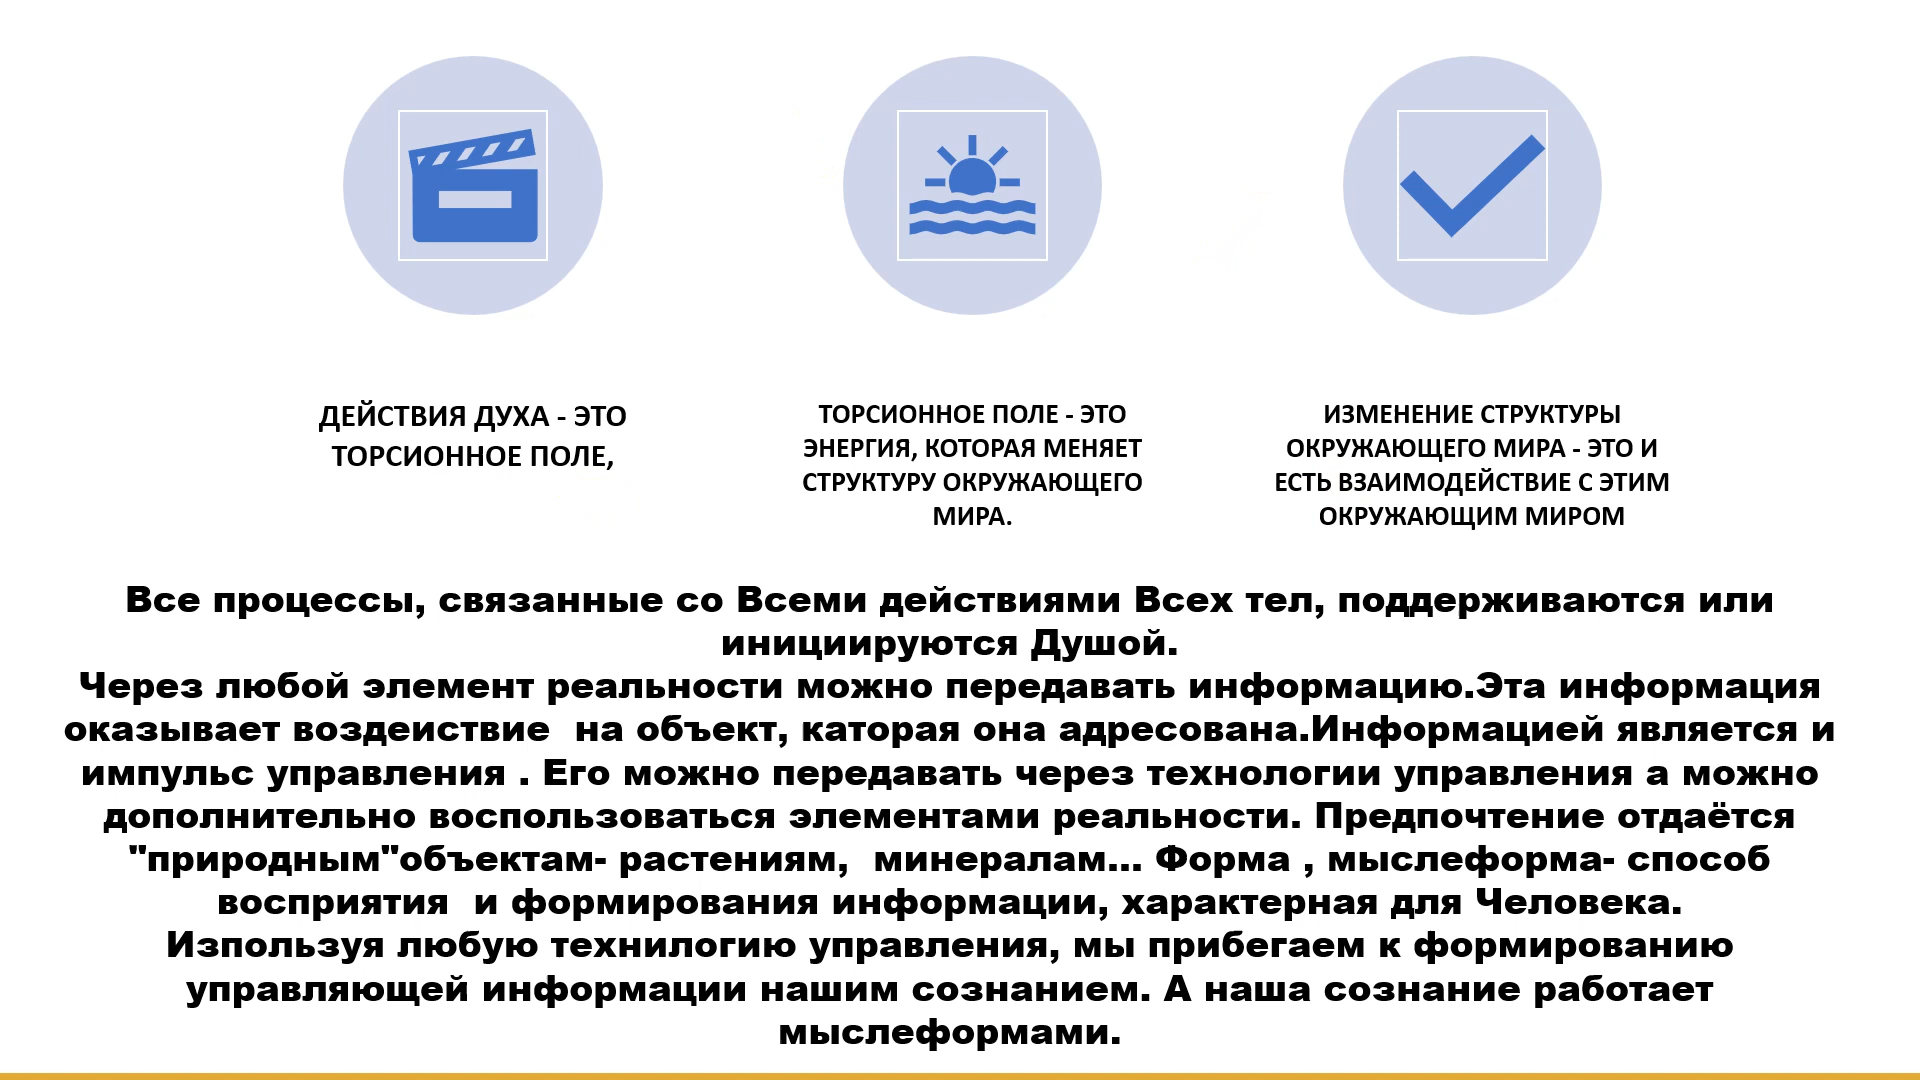 ДЕЙСТВИЯ ДУХА - ЭТО
ТОРСИОННОЕ ПОЛЕ,
ТОРСИОННОЕ ПОЛЕ - ЭТО
ЭНЕРГИЯ, КОТОРАЯ МЕНЯЕТ
СТРУКТУРУ ОКРУЖАЮЩЕГО
МИРА.
ИЗМЕНЕНИЕ СТРУКТУРЫ
ОКРУЖАЮЩЕГО МИРА - ЭТО И
ЕСТЬ ВЗАИМОДЕЙСТВИЕ С ЭТИМ
ОКРУЖАЮЩИМ МИРОМ
Все процессы, связанные со Всеми действиями Всех тел, поддерживаются или
инициируются Душой.
Через любой элемент реальности можно передавать информацию.Эта информация
оказывает воздеиствие  на объект, каторая она адресована.Информацией является и
импульс управления . Его можно передавать через технологии управления а можно
дополнительно воспользоваться элементами реальности. Предпочтение отдаётся
"природным"объектам- растениям,  минералам... Форма , мыслеформа- способ
восприятия  и формирования информации, характерная для Человека.
Изпользуя любую технилогию управления, мы прибегаем к формированию
управляющей информации нашим сознанием. А наша сознание работает
мыслеформами.